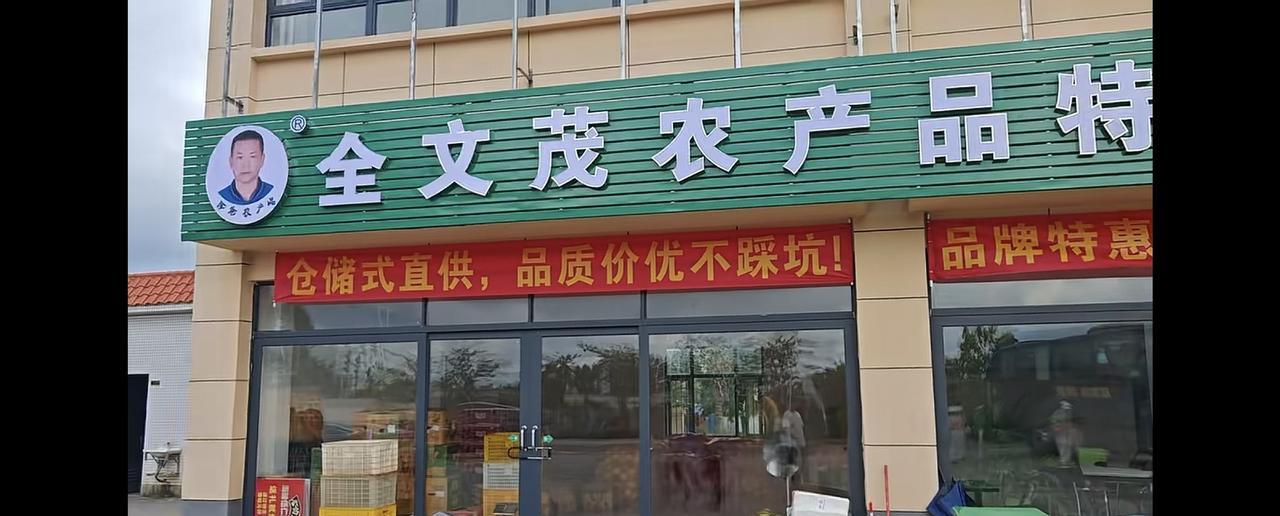 ® 全文茂农产品特
仓储式直供，品质价优不踩坑！
品牌特惠